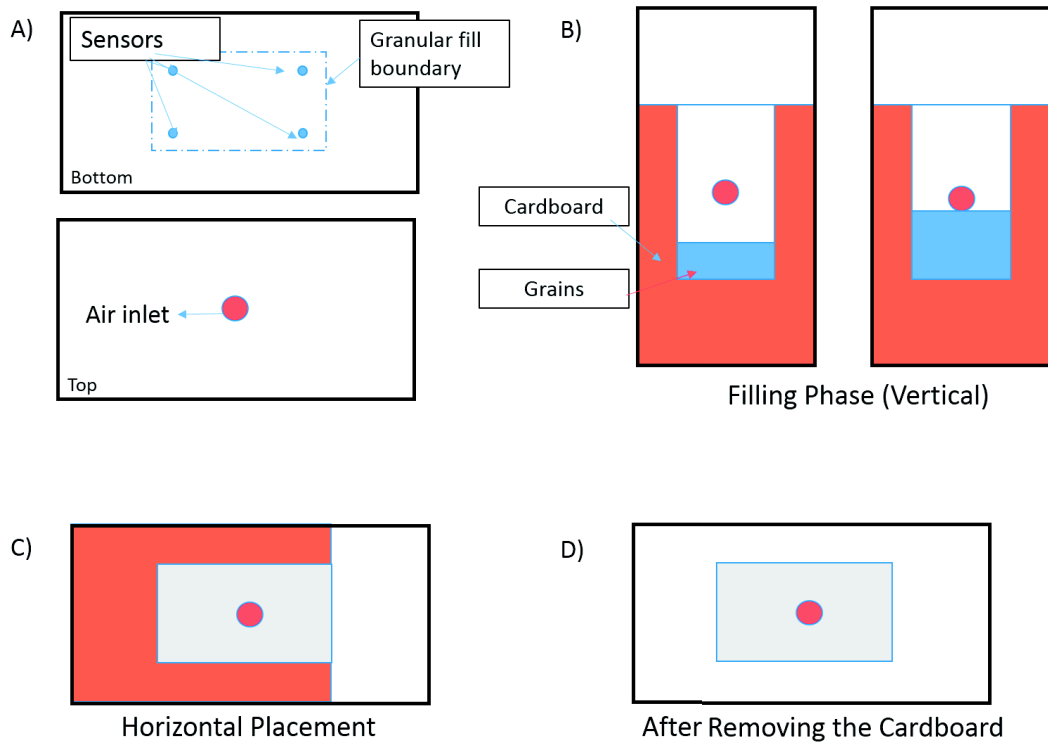 A)
Sensors
Granular fill
boundary
Bottom
Air inlet
Top
B)
Cardboard
Grains
Filling Phase (Vertical)
C)
Horizontal Placement
D)
After Removing the Cardboard